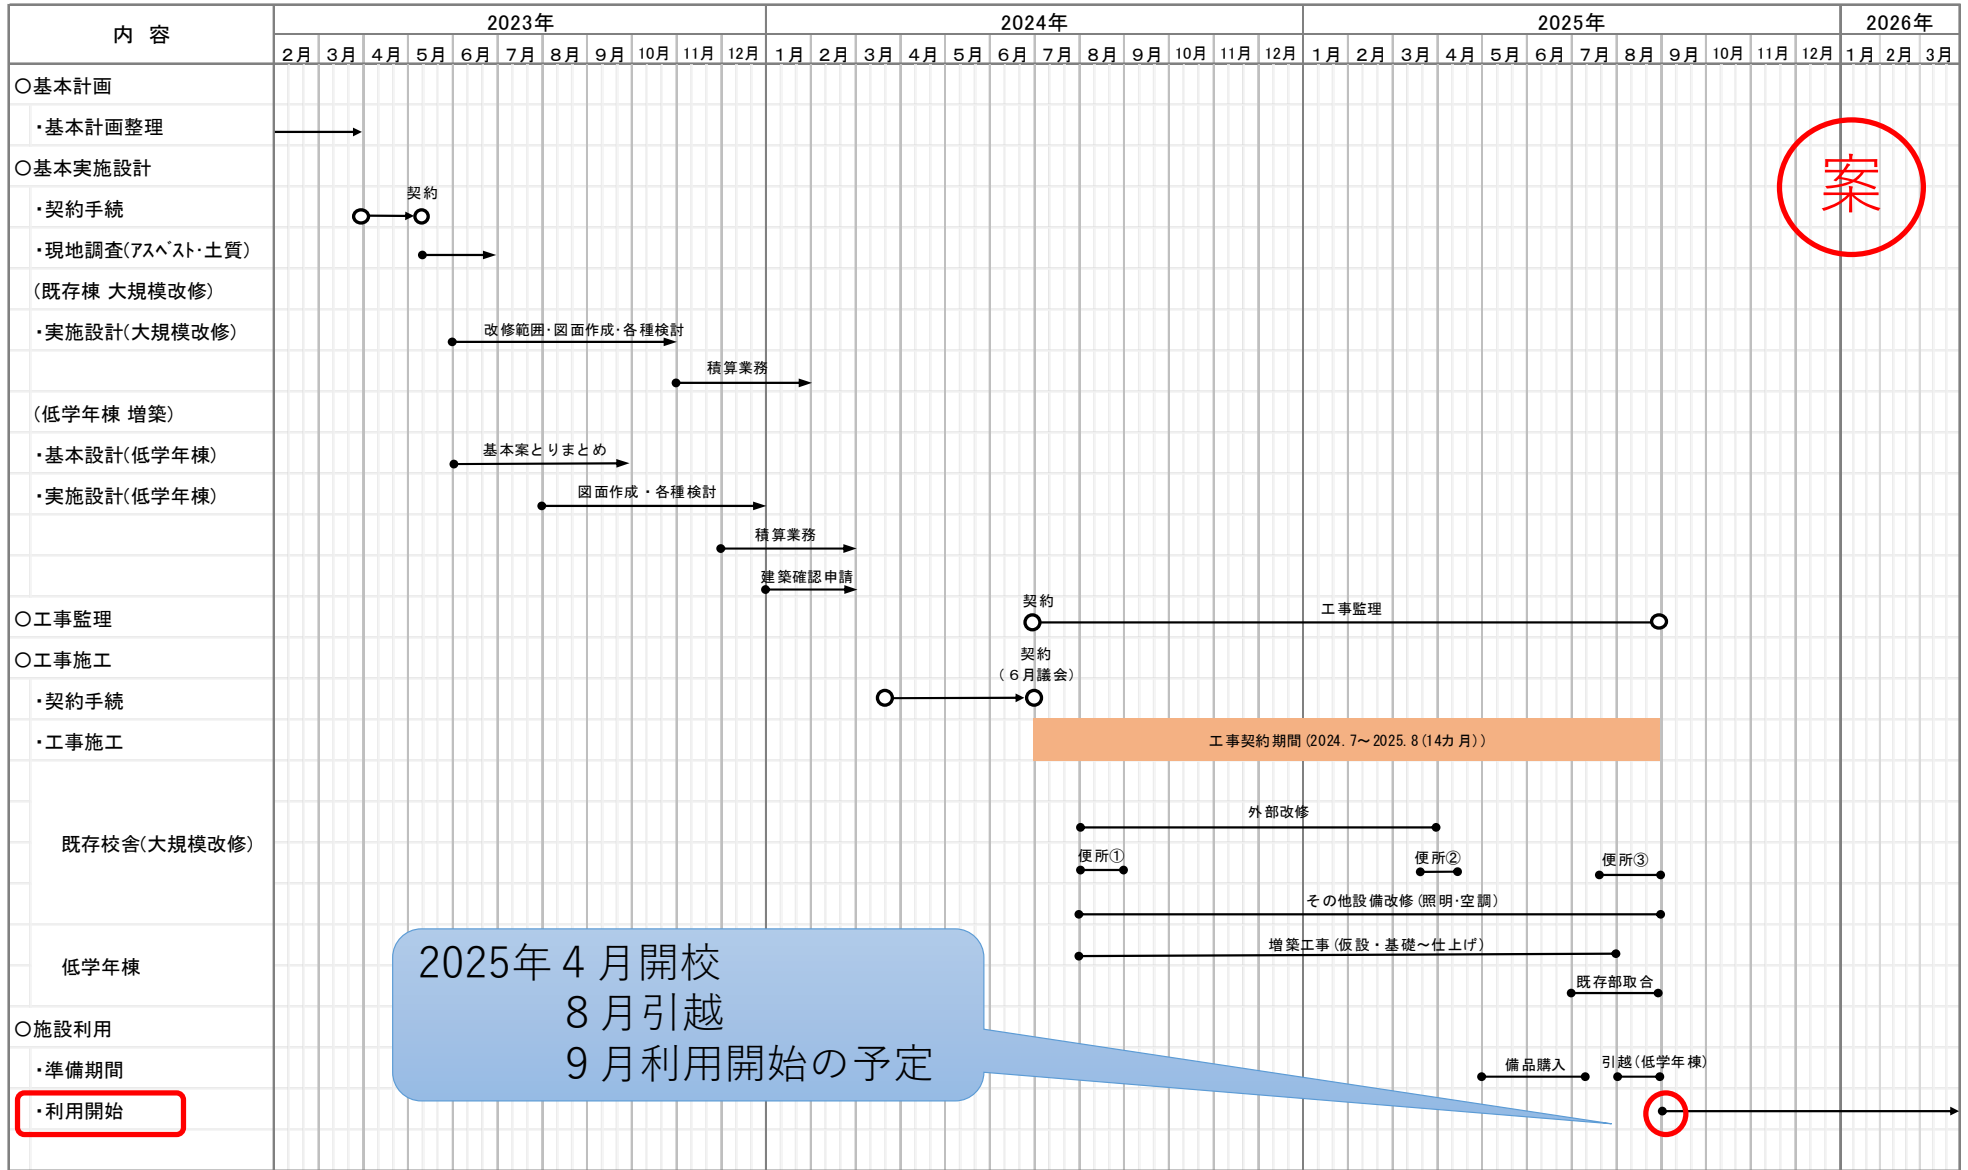 内 容
2023年
2024年
2025年
2026年
2月 3月 4月 5月 6月 7月 8月 9月 10月 11月 12月 1月 2月 3月 4月 5月 6月 7月 8月 9月 10月 11月 12月 1月 2月 3月 4月 5月 6月 7月 8月 9月 10月 11月 12月 1月 2月 3月
○基本計画
・基本計画整理
案
○基本実施設計
契約
・契約手続
・現地調査(アスベスト・土質)
(既存棟 大規模改修)
・実施設計(大規模改修)
改修範囲・図面作成・各種検討
積算業務
(低学年棟 増築)
・基本設計(低学年棟)
基本案とりまとめ
・実施設計(低学年棟)
図面作成・各種検討
積算業務
建築確認申請
○工事監理
契約
工事監理
○工事施工
契約
(6月議会)
・契約手続
・工事施工
工事契約期間(2024.7～2025.8(14カ月))
外部改修
既存校舎(大規模改修)
便所①
便所②
便所③
その他設備改修(照明・空調)
低学年棟
増築工事(仮設・基礎～仕上げ)
既存部取合
2025年4月開校
8月引越
9月利用開始の予定
○施設利用
・準備期間
備品購入
引越(低学年棟)
・利用開始